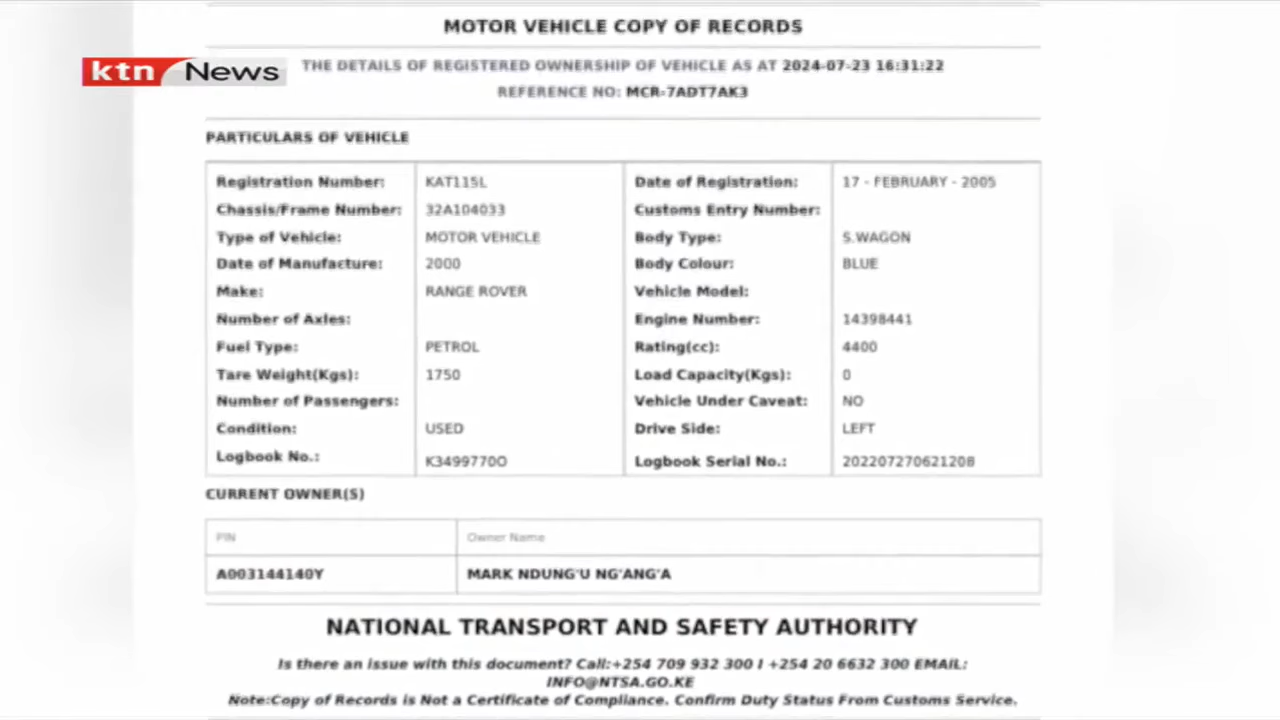 MOTOR VEHICLE COPY OF RECORDS
ktn News
THE DETAILS OF REGISTERED OWNERSHIP OF VEHICLE AS AT 2024-07-23 16:31:22
REFERENCE NO: MCR-7ADT7AK3
PARTICULARS OF VEHICLE
Registration Number: KAT115L Date of Registration: 17 - FEBRUARY - 2005
Chassis/Frame Number: 32A104033 Customs Entry Number:
Type of Vehicle: MOTOR VEHICLE Body Type: S.WAGON
Date of Manufacture: 2000 Body Colour: BLUE
Make: RANGE ROVER Vehicle Model:
Number of Axles: Engine Number: 14398441
Fuel Type: PETROL Rating(cc): 4400
Tare Weight(Kgs): 1750 Load Capacity(Kgs): 0
Number of Passengers: Vehicle Under Caveat: NO
Condition: USED Drive Side: LEFT
Logbook No.: K3499770O Logbook Serial No.: 202207270621208
CURRENT OWNER(S)
PIN Owner Name
A003144140Y MARK NDUNG'U NG'ANG'A
NATIONAL TRANSPORT AND SAFETY AUTHORITY
Is there an issue with this document? Call:+254 709 932 300 I +254 20 6632 300 EMAIL:
INFO@NTSA.GO.KE
Note:Copy of Records is Not a Certificate of Compliance. Confirm Duty Status From Customs Service.